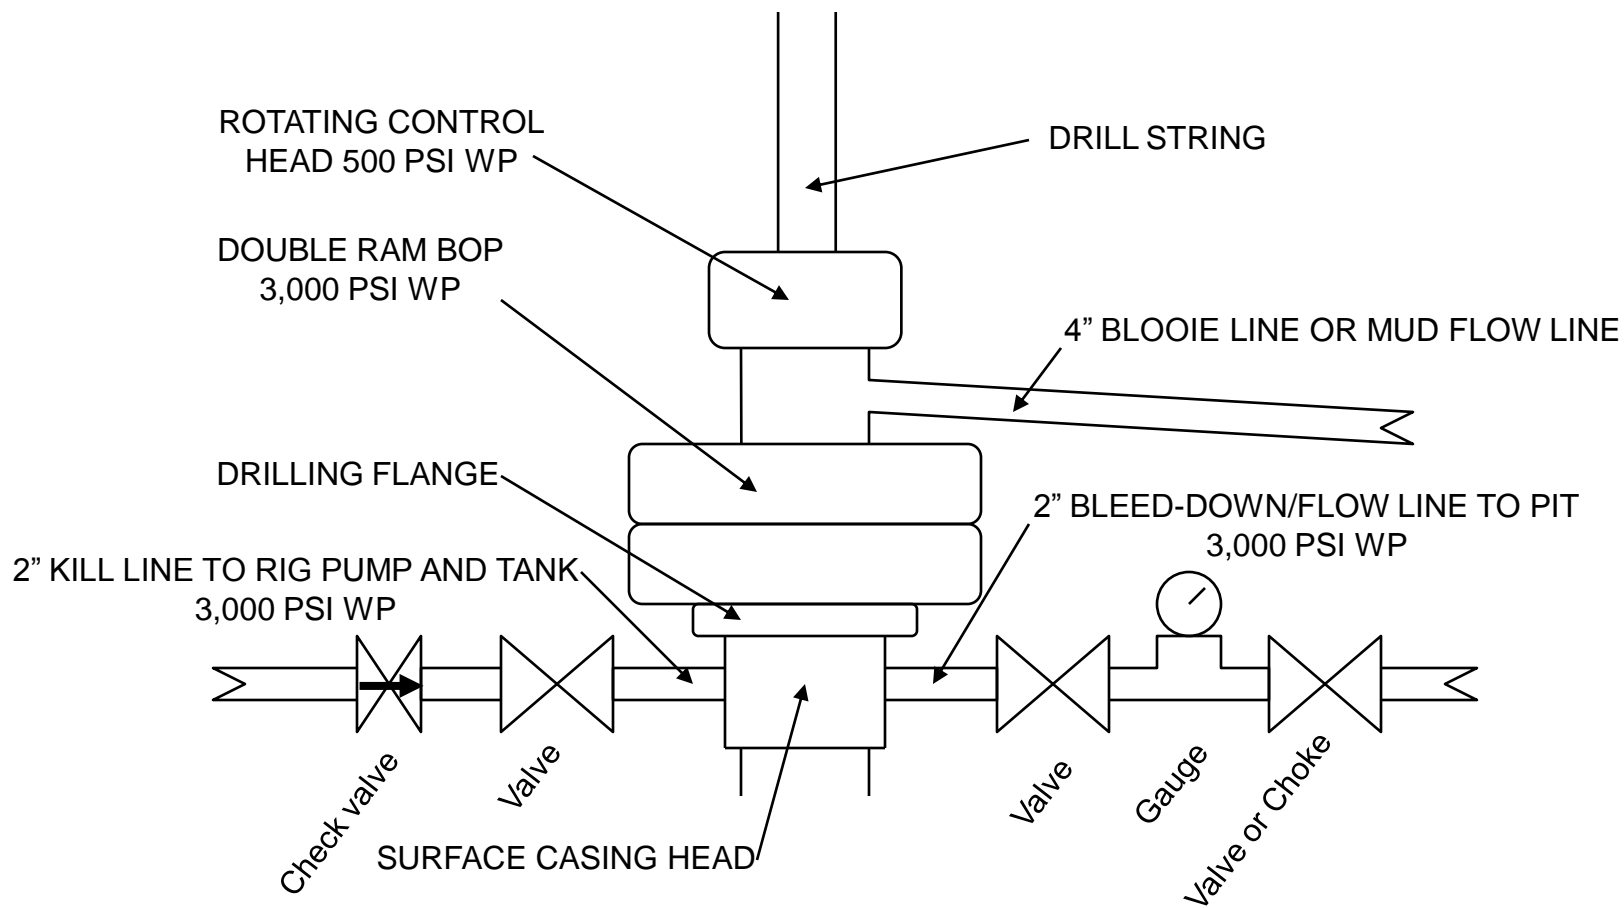 ROTATING CONTROL
HEAD 500 PSI WP
DRILL STRING
DOUBLE RAM BOP
3,000 PSI WP
4” BLOOIE LINE OR MUD FLOW LINE
DRILLING FLANGE
2” BLEED-DOWN/FLOW LINE TO PIT
3,000 PSI WP
2” KILL LINE TO RIG PUMP AND TANK
3,000 PSI WP
Check valve
Valve
Valve
Gauge
Valve or Choke
SURFACE CASING HEAD